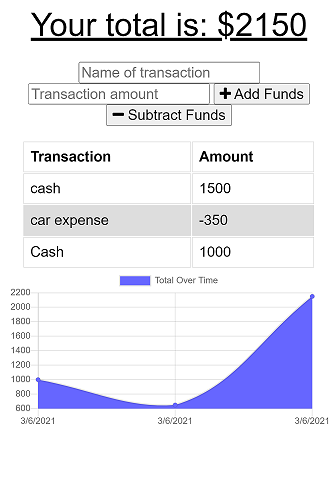 Your total is: $2150
Name of transaction
Transaction amount + Add Funds
− Subtract Funds
Transaction Amount
cash 1500
car expense -350
Cash 1000
Total Over Time
2200
2000
1800
1600
1400
1200
1000
800
600
3/6/2021 3/6/2021 3/6/2021